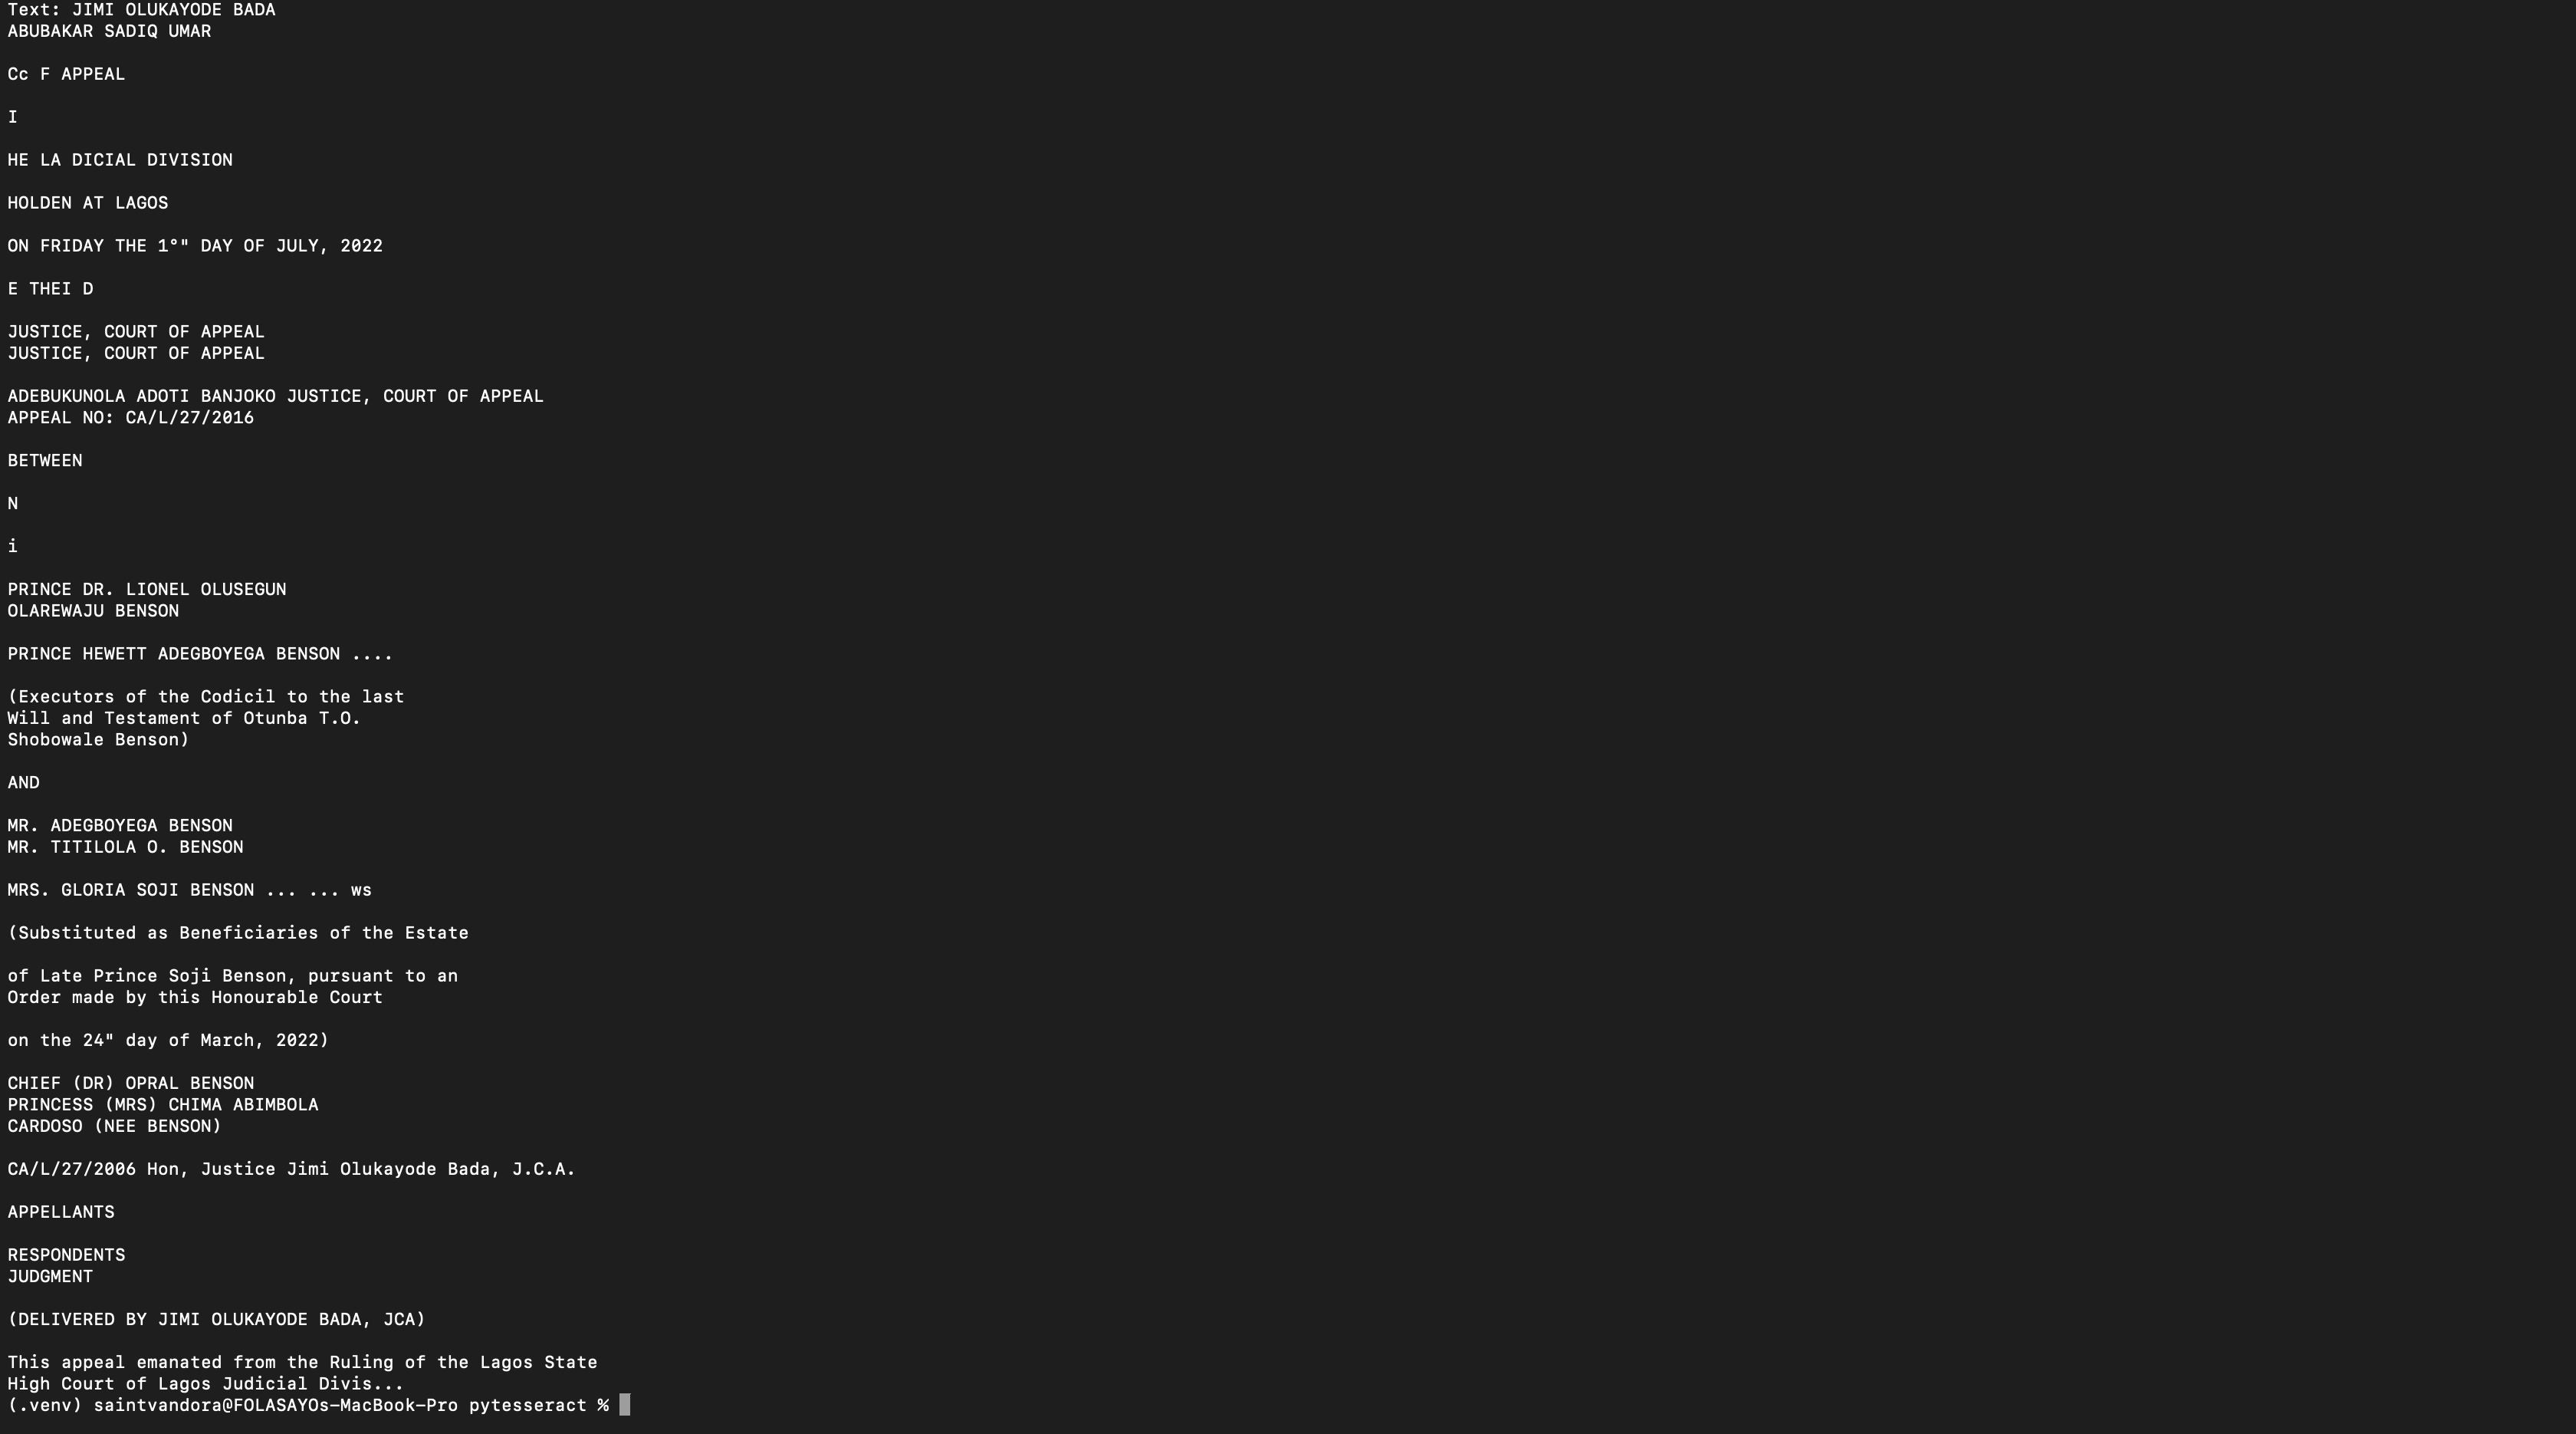 Text: JIMI OLUKAYODE BADA
ABUBAKAR SADIQ UMAR
Cc F APPEAL
I
HE LA DICIAL DIVISION
HOLDEN AT LAGOS
ON FRIDAY THE 1°" DAY OF JULY, 2022
E THEI D
JUSTICE, COURT OF APPEAL
JUSTICE, COURT OF APPEAL
ADEBUKUNOLA ADOTI BANJOKO JUSTICE, COURT OF APPEAL
APPEAL NO: CA/L/27/2016
BETWEEN
N
i
PRINCE DR. LIONEL OLUSEGUN
OLAREWAJU BENSON
PRINCE HEWETT ADEGBOYEGA BENSON ....
(Executors of the Codicil to the last
Will and Testament of Otunba T.O.
Shobowale Benson)
AND
MR. ADEGBOYEGA BENSON
MR. TITILOLA O. BENSON
MRS. GLORIA SOJI BENSON ... ... ws
(Substituted as Beneficiaries of the Estate
of Late Prince Soji Benson, pursuant to an
Order made by this Honourable Court
on the 24" day of March, 2022)
CHIEF (DR) OPRAL BENSON
PRINCESS (MRS) CHIMA ABIMBOLA
CARDOSO (NEE BENSON)
CA/L/27/2006 Hon, Justice Jimi Olukayode Bada, J.C.A.
APPELLANTS
RESPONDENTS
JUDGMENT
(DELIVERED BY JIMI OLUKAYODE BADA, JCA)
This appeal emanated from the Ruling of the Lagos State
High Court of Lagos Judicial Divis...
(.venv) saintvandora@FOLASAYOs-MacBook-Pro pytesseract %